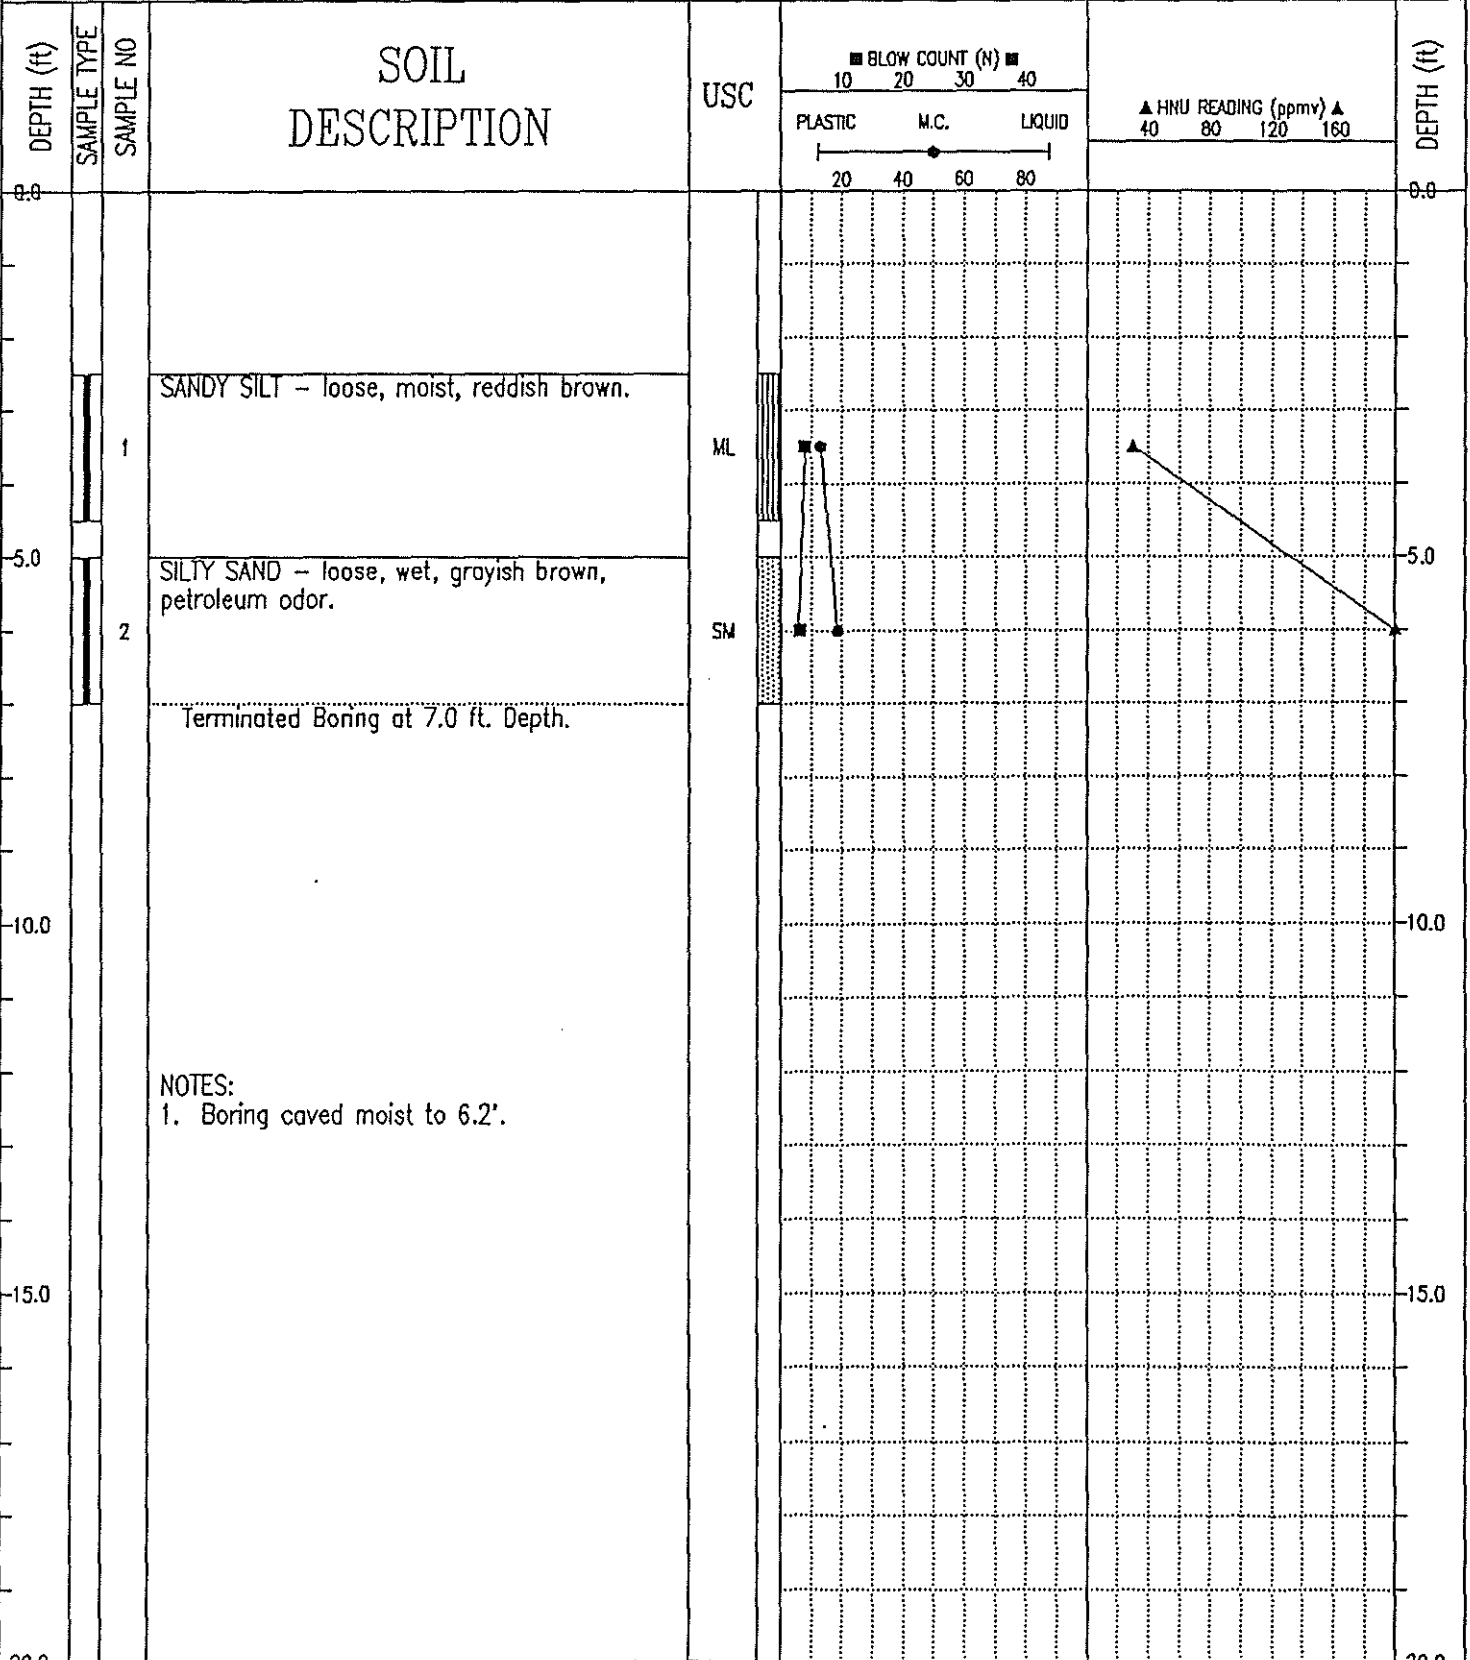 DEPTH (ft)
SAMPLE TYPE
SAMPLE NO
SOIL
DESCRIPTION
USC
■ BLOW COUNT (N) ■
10 20 30 40
PLASTIC M.C. LIQUID
20 40 60 80
▲ HNU READING (ppmv) ▲
40 80 120 160
DEPTH (ft)
0.0 0.0
SANDY SILT – loose, moist, reddish brown.
1 ML
5.0 5.0
SILTY SAND – loose, wet, grayish brown,
petroleum odor.
2 SM
Terminated Boring at 7.0 ft. Depth.
10.0 10.0
NOTES:
1. Boring caved moist to 6.2'.
15.0 15.0